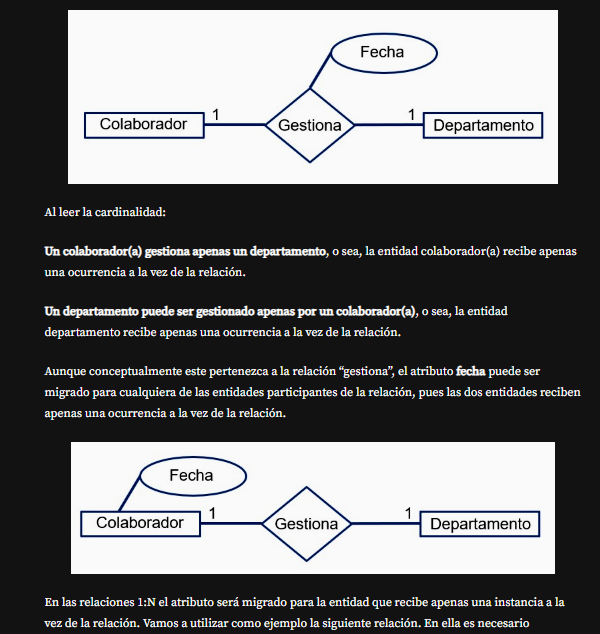 Fecha
Colaborador
1
Gestiona
1
Departamento
Al leer la cardinalidad:
Un colaborador(a) gestiona apenas un departamento, o sea, la entidad colaborador(a) recibe apenas
una ocurrencia a la vez de la relación.
Un departamento puede ser gestionado apenas por un colaborador(a), o sea, la entidad
departamento recibe apenas una ocurrencia a la vez de la relación.
Aunque conceptualmente este pertenezca a la relación “gestiona”, el atributo fecha puede ser
migrado para cualquiera de las entidades participantes de la relación, pues las dos entidades reciben
apenas una ocurrencia a la vez de la relación.
Fecha
Colaborador
1
Gestiona
1
Departamento
En las relaciones 1:N el atributo será migrado para la entidad que recibe apenas una instancia a la
vez de la relación. Vamos a utilizar como ejemplo la siguiente relación. En ella es necesario